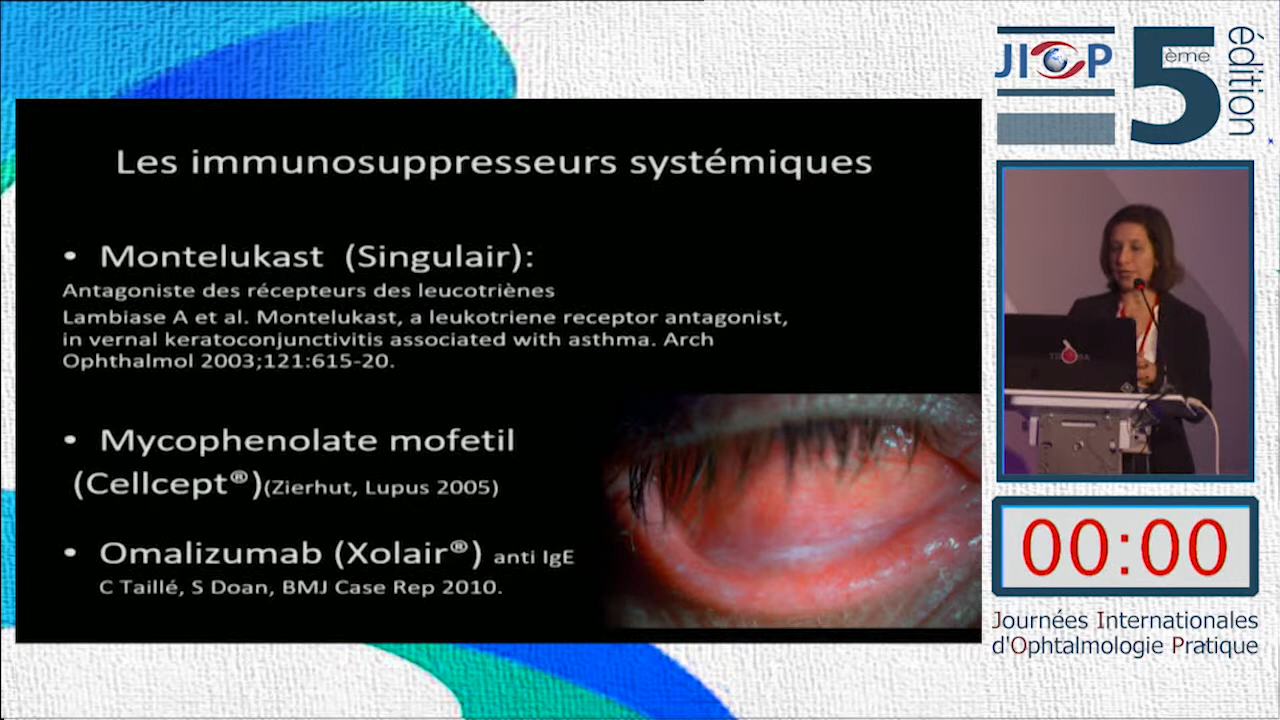 Les immunosuppresseurs systémiques
• Montelukast (Singulair):
Antagoniste des récepteurs des leucotriènes
Lambiase A et al. Montelukast, a leukotriene receptor antagonist,
in vernal keratoconjunctivitis associated with asthma. Arch
Ophthalmol 2003;121:615-20.
• Mycophenolate mofetil
(Cellcept®)(Zierhut, Lupus 2005)
• Omalizumab (Xolair®) anti IgE
C Taillé, S Doan, BMJ Case Rep 2010.
JIOP
5ème
édition
00:00
Journées Internationales
d'Ophtalmologie Pratique